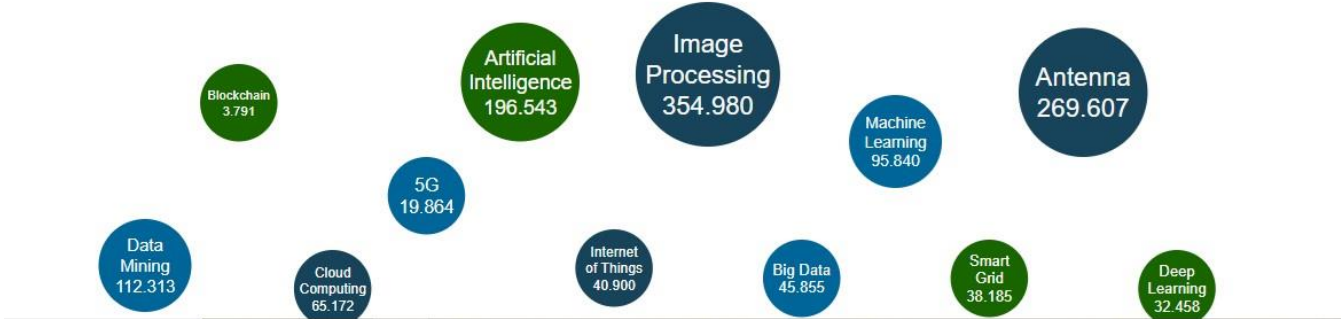 Blockchain
3.791
Artificial
Intelligence
196.543
Image
Processing
354.980
Antenna
269.607
Machine
Learning
95.840
5G
19.864
Data
Mining
112.313
Cloud
Computing
65.172
Internet
of Things
40.900
Big Data
45.855
Smart
Grid
38.185
Deep
Learning
32.458